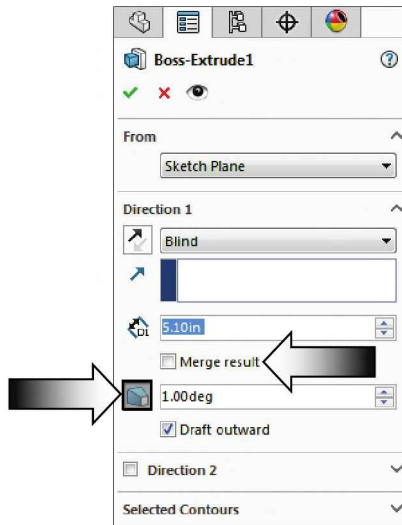 Boss-Extrude1
From
Sketch Plane
Direction 1
Blind
D1
5.10in
Merge result
1.00deg
Draft outward
Direction 2
Selected Contours